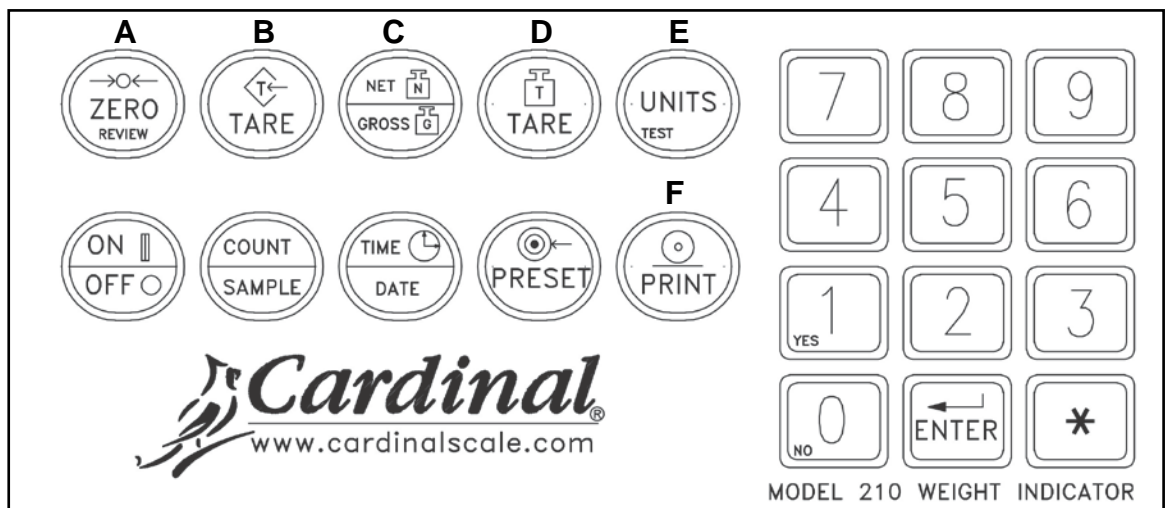 A B C D E
ZERO
REVIEW
T
TARE
NET N
GROSS G
T
TARE
UNITS
TEST
7 8 9
F
4 5 6
ON
OFF
COUNT
SAMPLE
TIME
DATE
PRESET
PRINT
1
YES
2 3
Cardinal®
www.cardinalscale.com
0
NO
ENTER
*
MODEL 210 WEIGHT INDICATOR